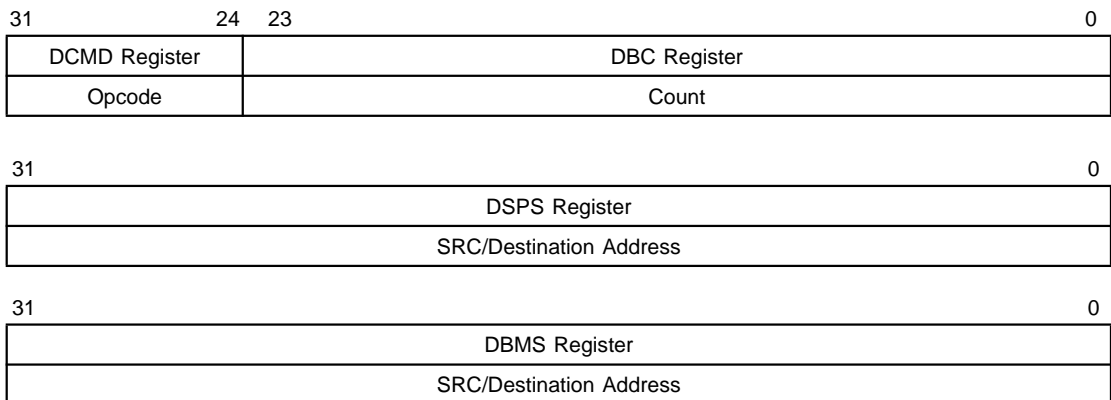 31 24 23 0
DCMD Register DBC Register
Opcode Count
31 0
DSPS Register
SRC/Destination Address
31 0
DBMS Register
SRC/Destination Address